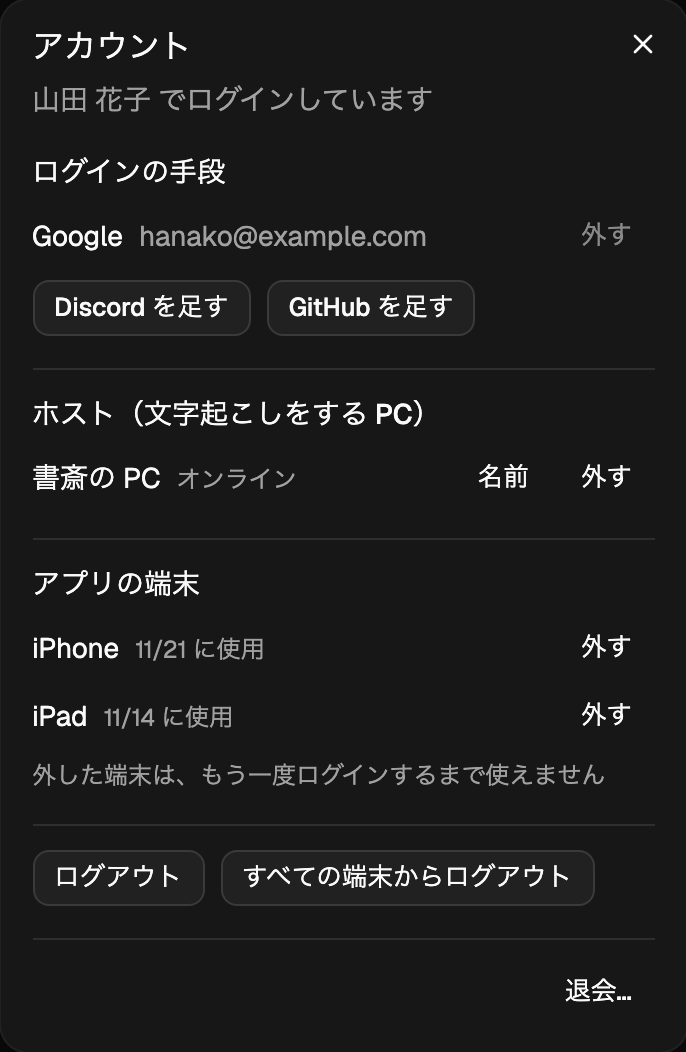 アカウント
山田 花子 でログインしています
ログインの手段
Google hanako@example.com 外す
Discord を足す GitHub を足す
ホスト（文字起こしをする PC）
書斎の PC オンライン 名前 外す
アプリの端末
iPhone 11/21 に使用 外す
iPad 11/14 に使用 外す
外した端末は、もう一度ログインするまで使えません
ログアウト すべての端末からログアウト
退会...